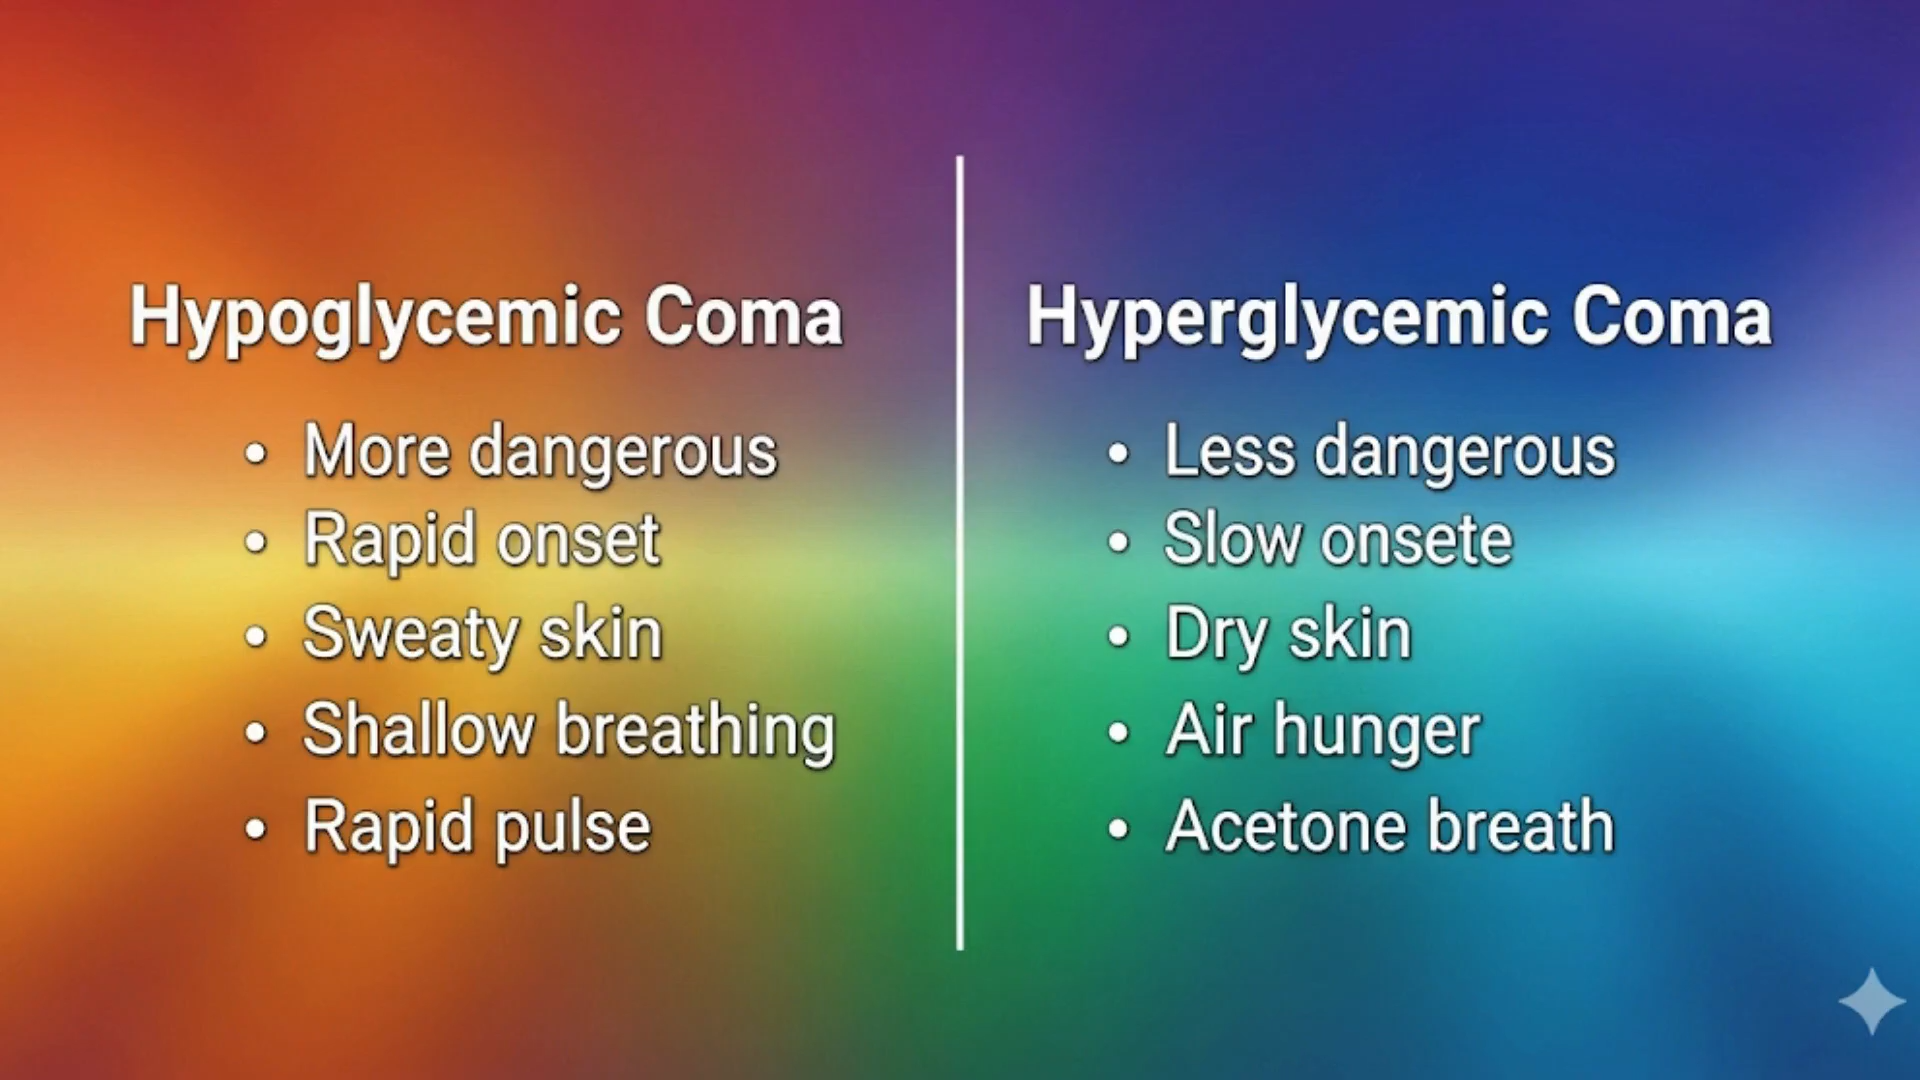 Hypoglycemic Coma
• More dangerous
• Rapid onset
• Sweaty skin
• Shallow breathing
• Rapid pulse
Hyperglycemic Coma
• Less dangerous
• Slow onsete
• Dry skin
• Air hunger
• Acetone breath